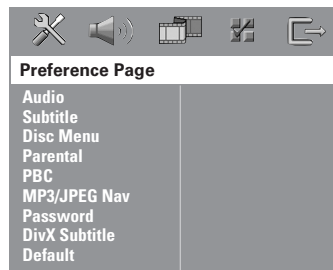 Preference Page
Audio
Subtitle
Disc Menu
Parental
PBC
MP3/JPEG Nav
Password
DivX Subtitle
Default